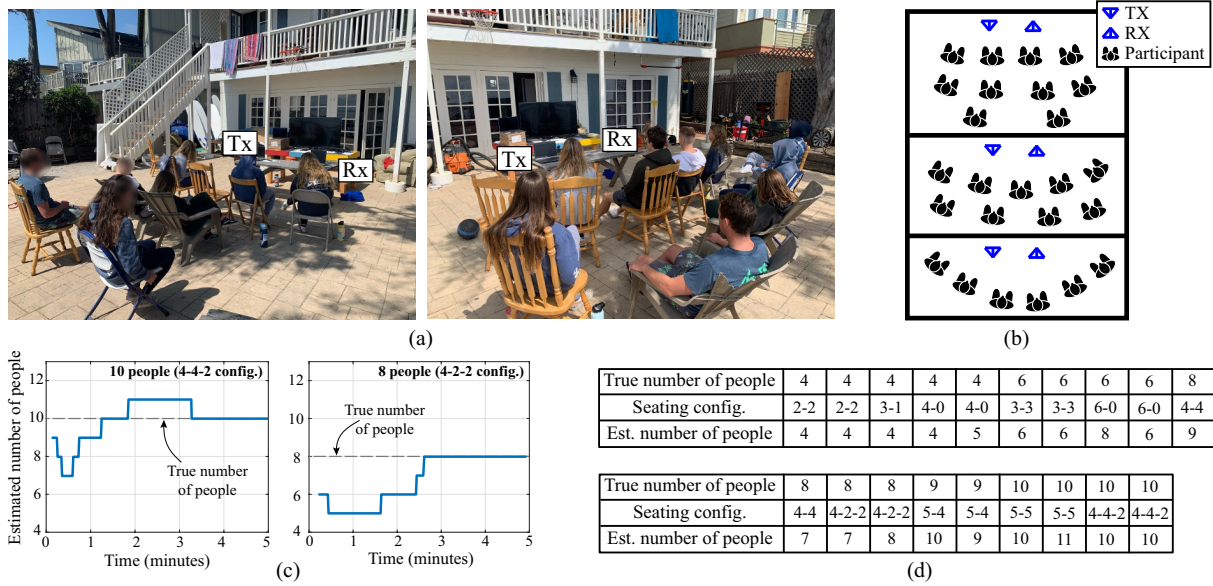 Tx
Rx
Tx
Rx
TX
RX
Participant
(a)
(b)
Estimated number of people
10 people (4-4-2 config.)
True number
of people
12
10
8
6
4
0 1 2 3 4 5
Time (minutes)
8 people (4-2-2 config.)
True number
of people
12
10
8
6
4
0 1 2 3 4 5
Time (minutes)
(c)
True number of people 4 4 4 4 4 6 6 6 6 8
Seating config. 2-2 2-2 3-1 4-0 4-0 3-3 3-3 6-0 6-0 4-4
Est. number of people 4 4 4 4 5 6 6 8 6 9
True number of people 8 8 8 9 9 10 10 10 10
Seating config. 4-4 4-2-2 4-2-2 5-4 5-4 5-5 5-5 4-4-2 4-4-2
Est. number of people 7 7 8 10 9 10 11 10 10
(d)